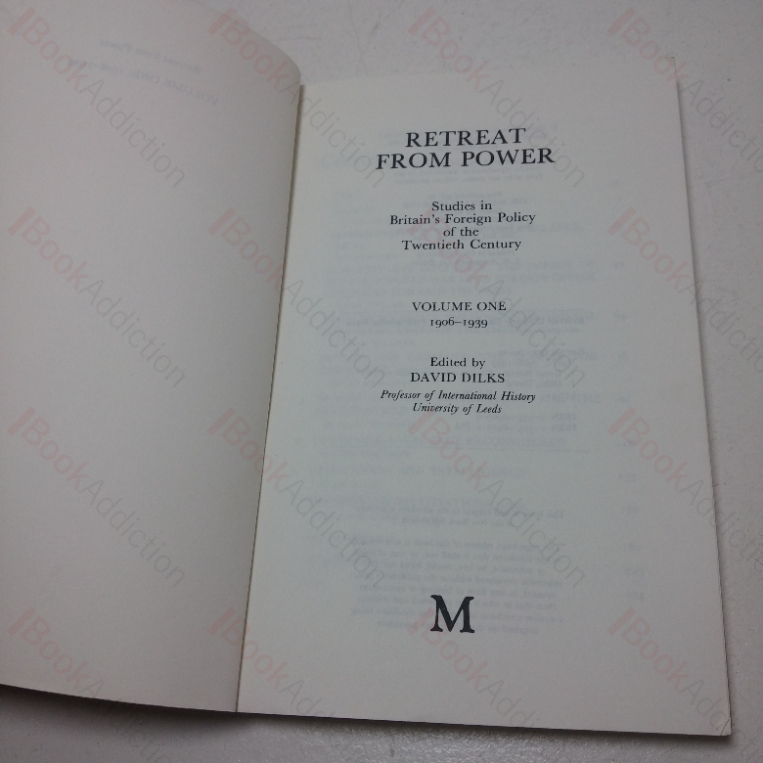 RETREAT
FROM POWER
Studies in
Britain's Foreign Policy
of the
Twentieth Century
VOLUME ONE
1906–1939
Edited by
DAVID DILKS
Professor of International History
University of Leeds
M
BookAddiction